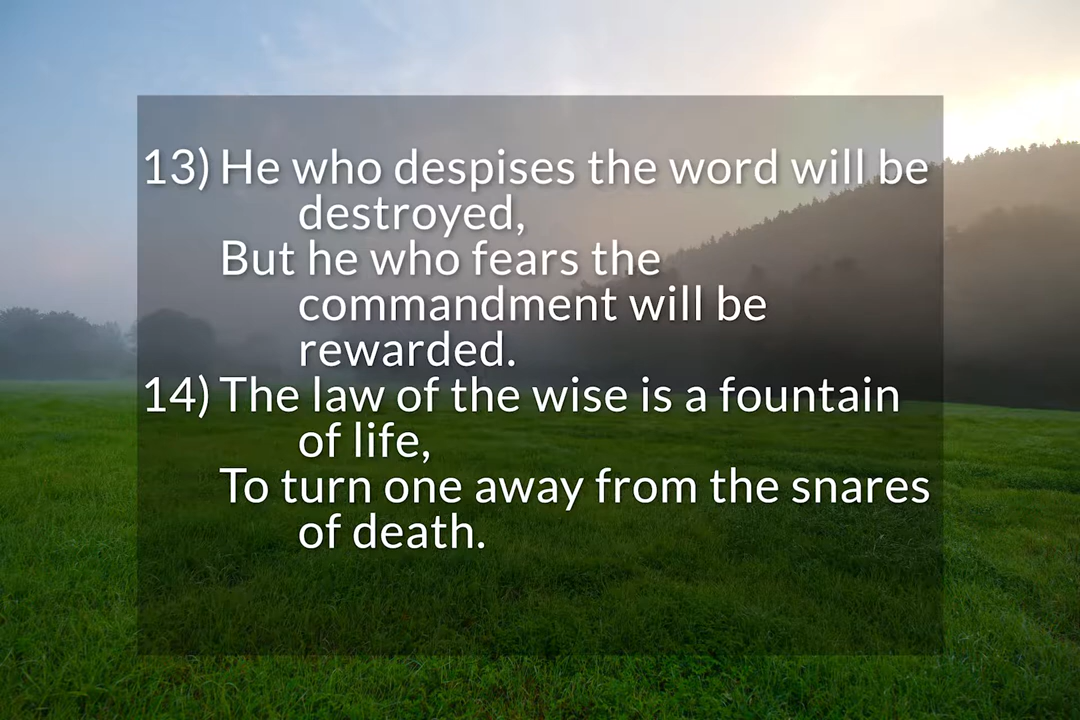 13) He who despises the word will be
destroyed,
But he who fears the
commandment will be
rewarded.
14) The law of the wise is a fountain
of life,
To turn one away from the snares
of death.